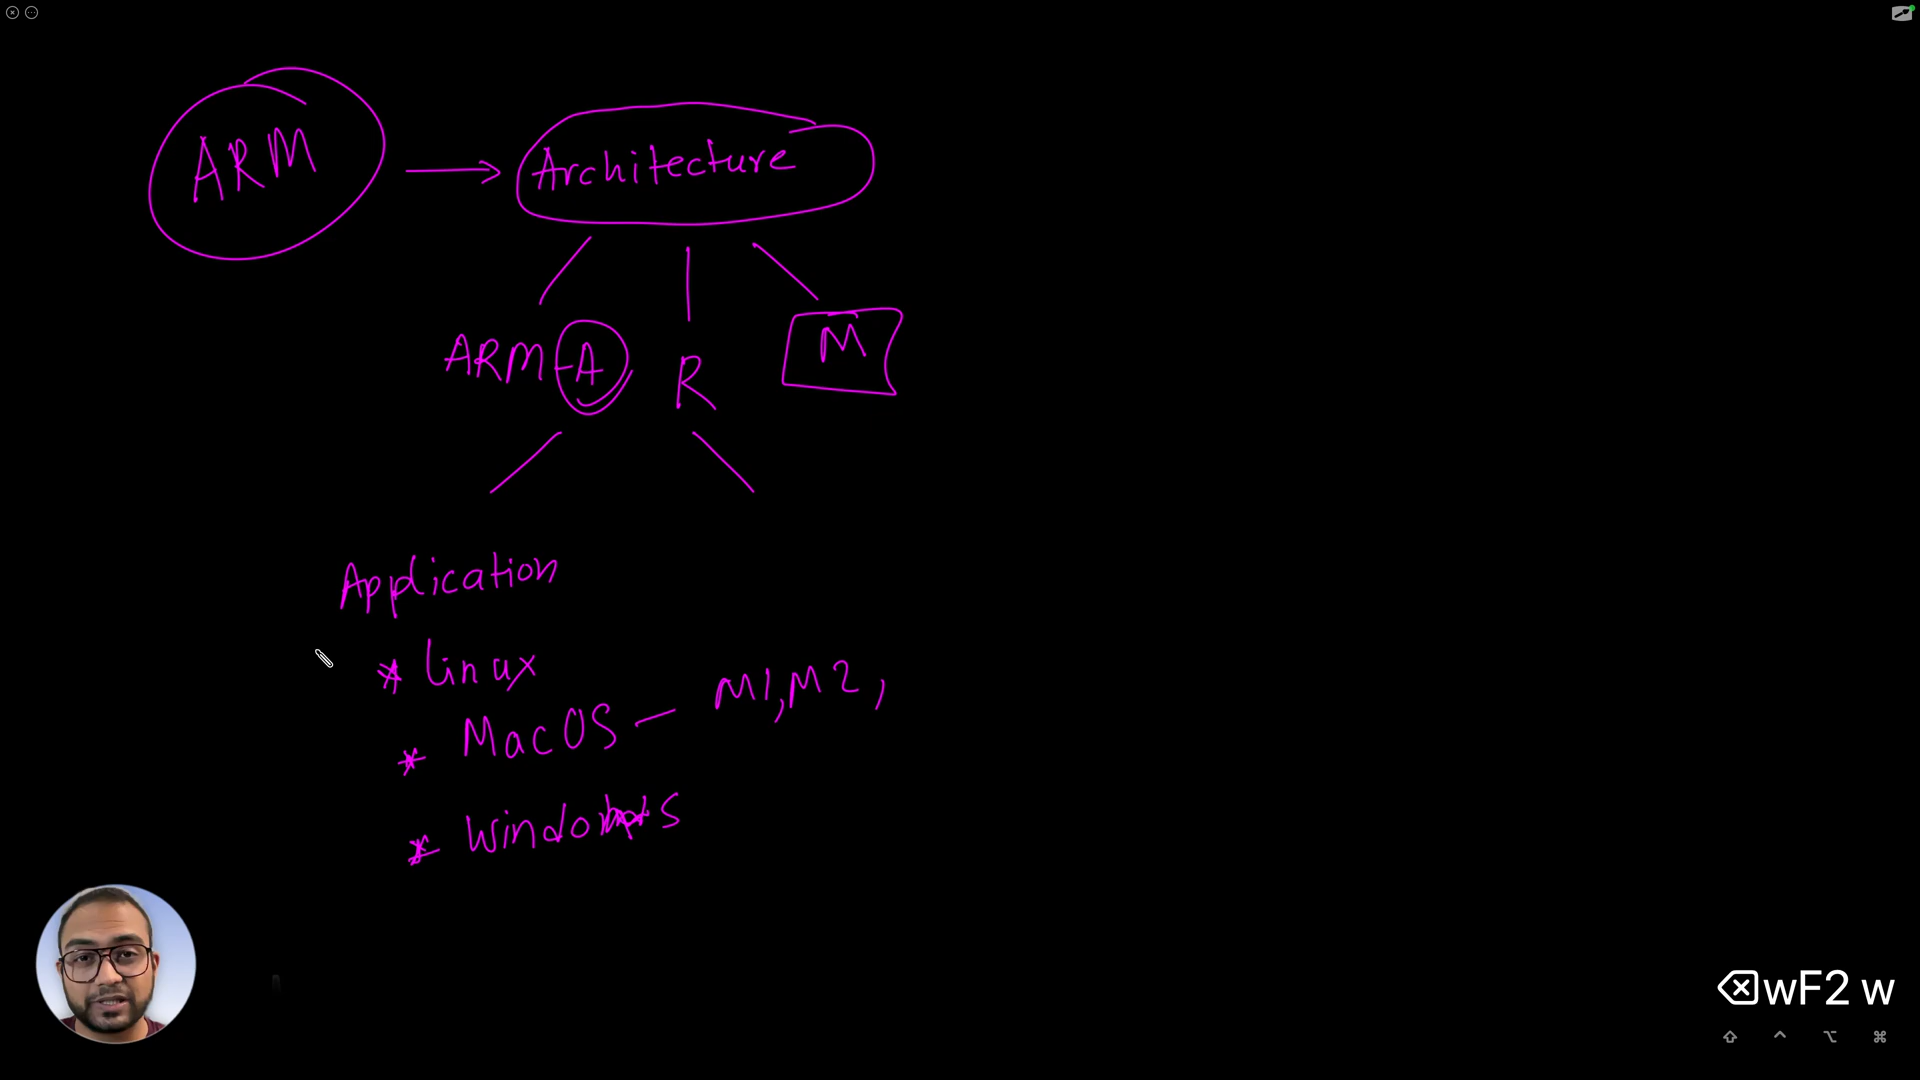 ARM → Architecture
ARM-A R M
Application
* Linux
* MacOS — M1, M2,
* Windows
wF2 w